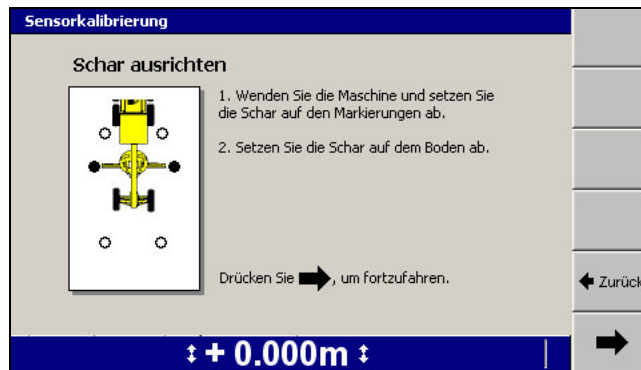 Sensorkalibrierung
Schar ausrichten
1. Wenden Sie die Maschine und setzen Sie
die Schar auf den Markierungen ab.
2. Setzen Sie die Schar auf dem Boden ab.
Drücken Sie ➡, um fortzufahren.
🡄 Zurück
↕ + 0.000m ↕